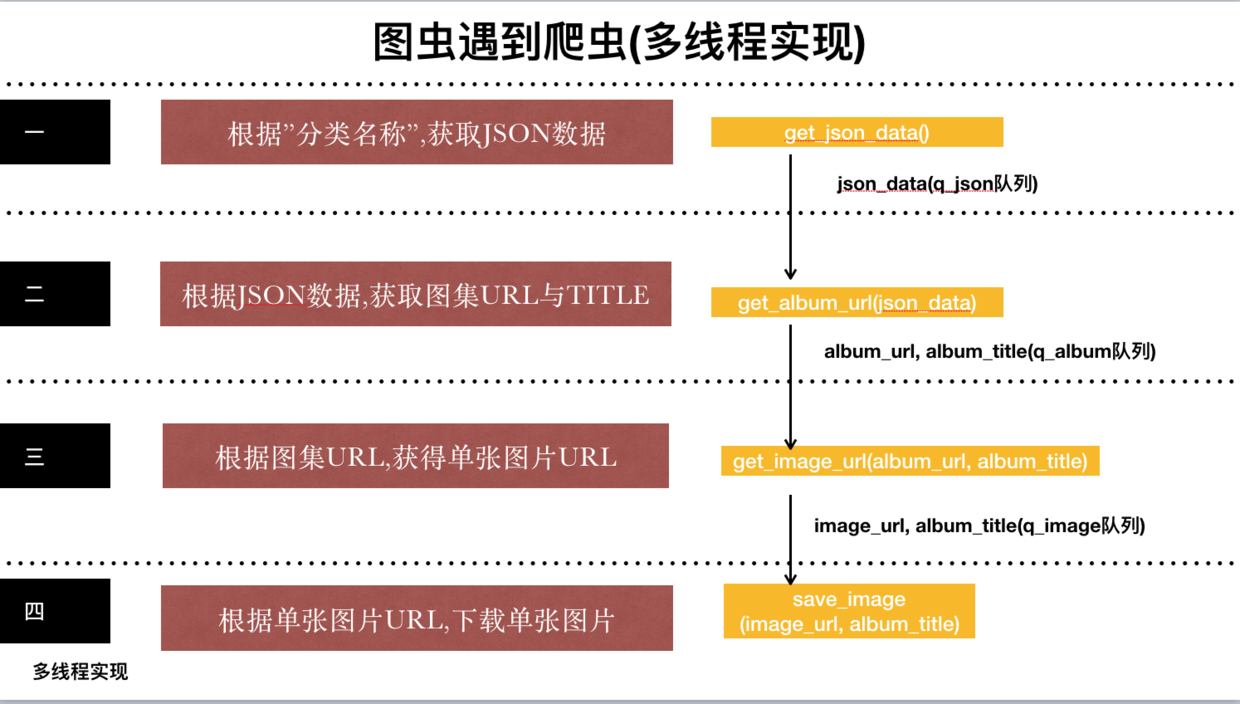 图虫遇到爬虫(多线程实现)
一
根据”分类名称”,获取JSON数据
get_json_data()
json_data(q_json队列)
二
根据JSON数据,获取图集URL与TITLE
get_album_url(json_data)
album_url, album_title(q_album队列)
三
根据图集URL,获得单张图片URL
get_image_url(album_url, album_title)
image_url, album_title(q_image队列)
四
根据单张图片URL,下载单张图片
save_image
(image_url, album_title)
多线程实现